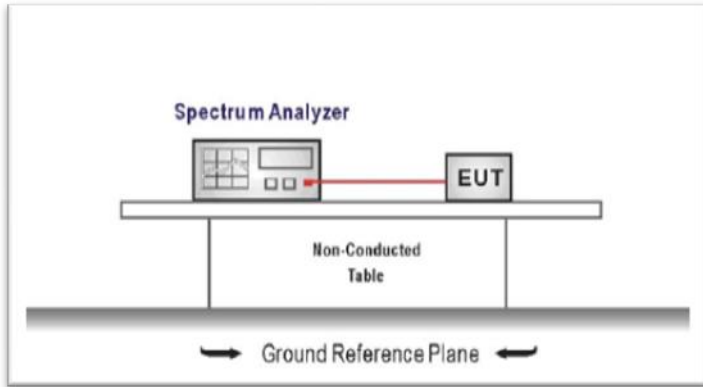 Spectrum Analyzer
EUT
Non-Conducted
Table
Ground Reference Plane